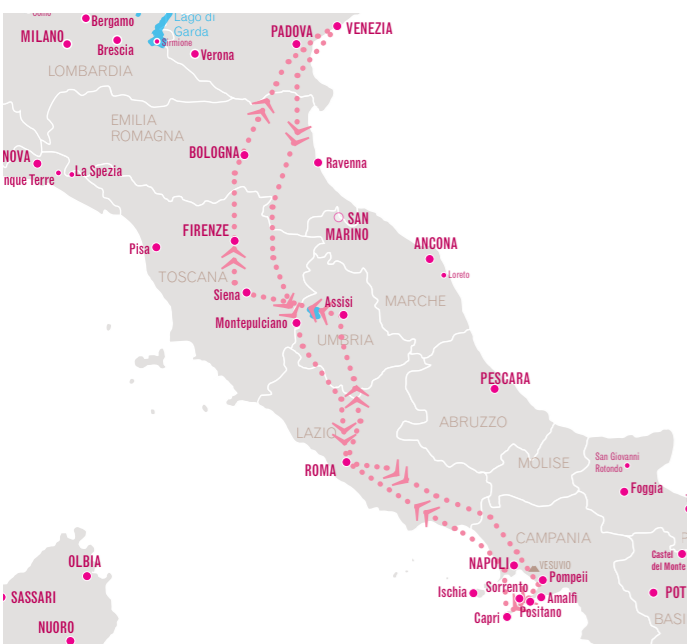 Lago di
Garda
Bergamo
MILANO
Brescia
Sirmione
Verona
PADOVA
VENEZIA
LOMBARDIA
EMILIA
ROMAGNA
NOVA
BOLOGNA
Ravenna
nque Terre
La Spezia
FIRENZE
SAN
MARINO
Pisa
ANCONA
Loreto
TOSCANA
Siena
Assisi
MARCHE
Montepulciano
UMBRIA
PESCARA
ABRUZZO
LAZIO
ROMA
MOLISE
San Giovanni
Rotondo
Foggia
CAMPANIA
NAPOLI
VESUVIO
Pompeii
Castel
del Monte
OLBIA
Ischia
Sorrento
Amalfi
Positano
Capri
POT
SASSARI
BASI
NUORO